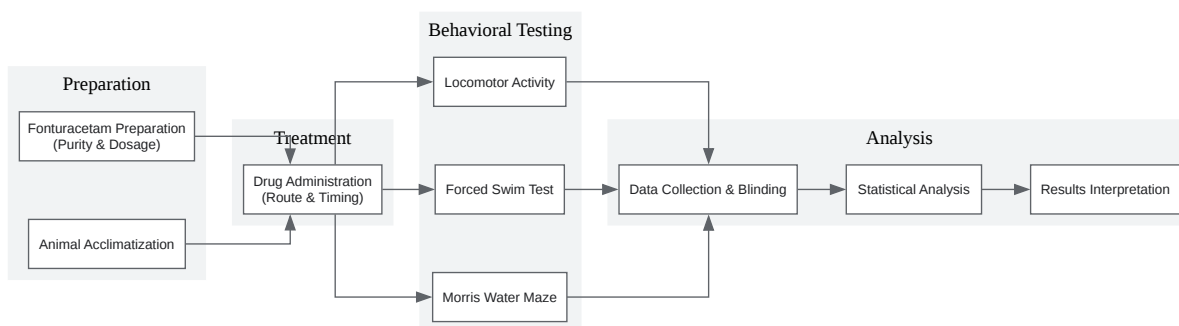 Preparation
Fonturacetam Preparation
(Purity & Dosage)
Animal Acclimatization
Treatment
Drug Administration
(Route & Timing)
Behavioral Testing
Locomotor Activity
Forced Swim Test
Morris Water Maze
Analysis
Data Collection & Blinding
Statistical Analysis
Results Interpretation